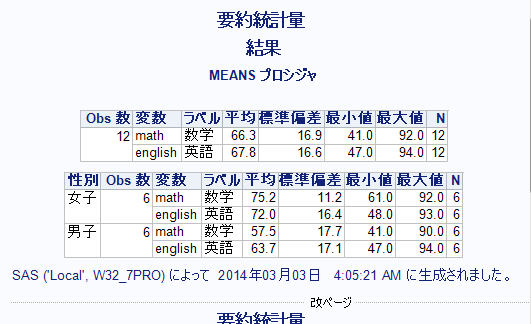 要約統計量
結果
MEANS プロシジャ
Obs 数 変数 ラベル 平均 標準偏差 最小値 最大値 N
12 math 数学 66.3 16.9 41.0 92.0 12
english 英語 67.8 16.6 47.0 94.0 12
性別 Obs 数 変数 ラベル 平均 標準偏差 最小値 最大値 N
女子 6 math 数学 75.2 11.2 61.0 92.0 6
english 英語 72.0 16.4 48.0 93.0 6
男子 6 math 数学 57.5 17.7 41.0 90.0 6
english 英語 63.7 17.1 47.0 94.0 6
SAS ('Local', W32_7PRO) によって 2014年03月03日 4:05:21 AM に生成されました。
改ページ
要約統計量